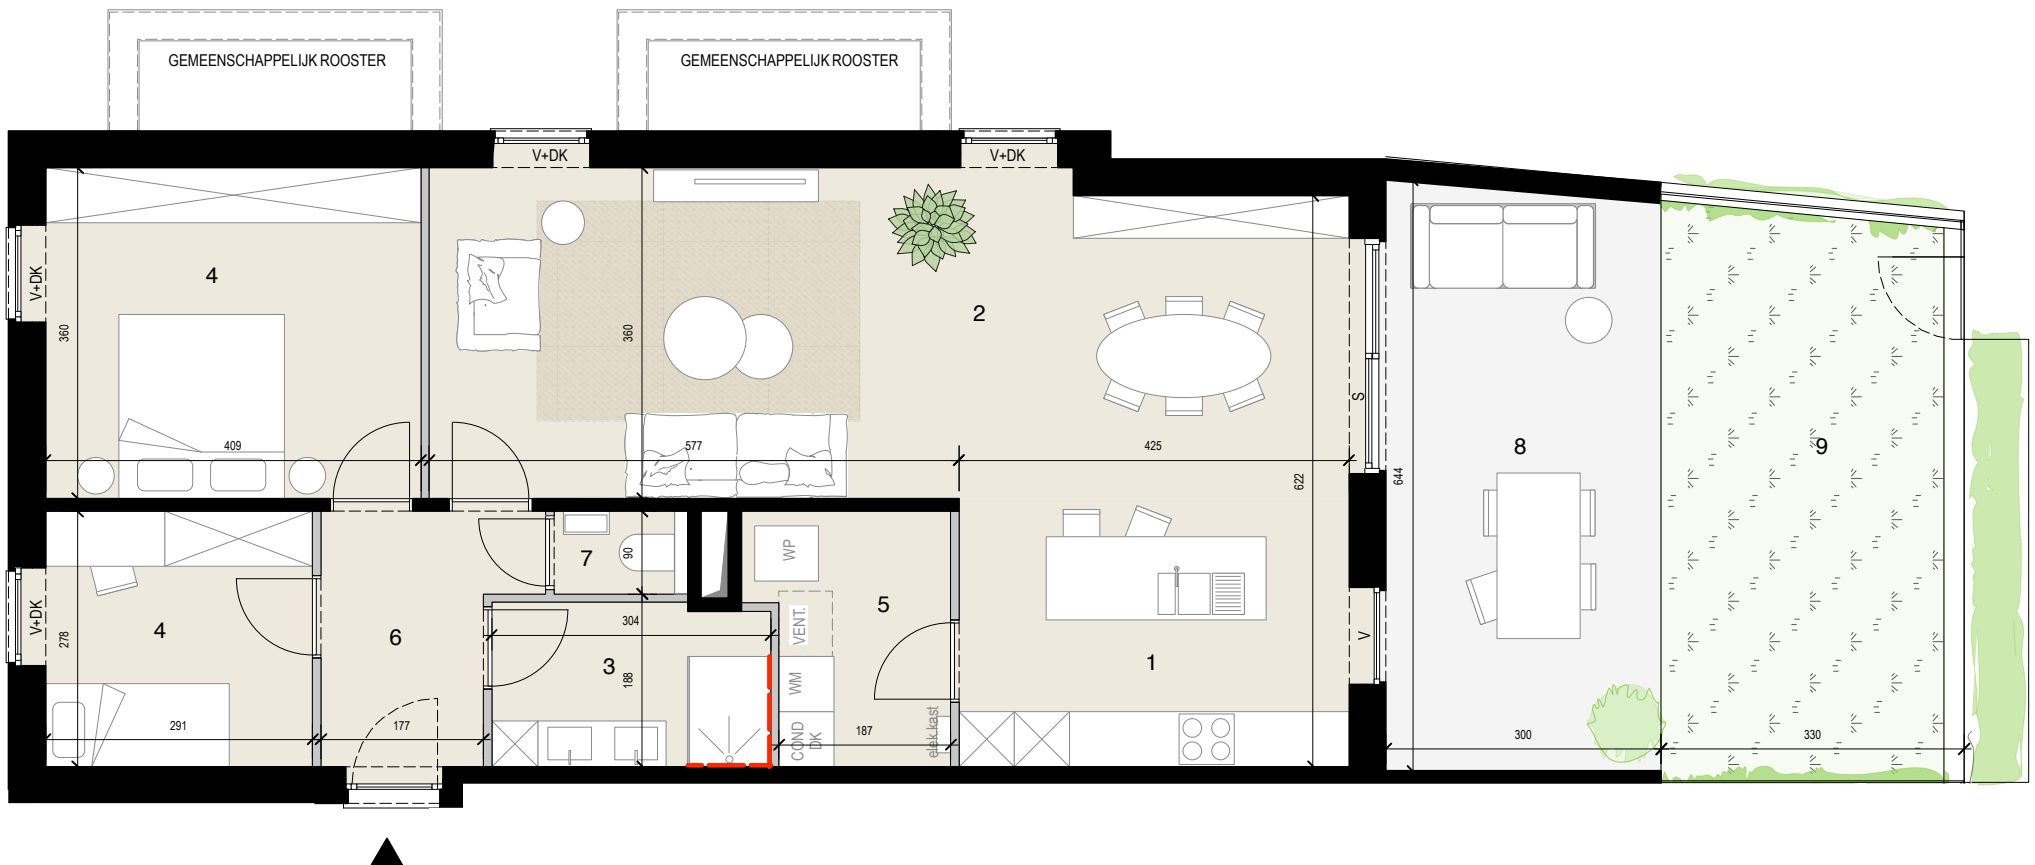 GEMEENSCHAPPELIJK ROOSTER
GEMEENSCHAPPELIJK ROOSTER
V+DK
V+DK
V+DK
4
360
409
360
577
2
425
622
S
644
8
9
V+DK
278
4
291
6
177
7
90
304
3
188
WP
VENT.
WM
COND
DK
5
187
elek.kast
1
V
300
330